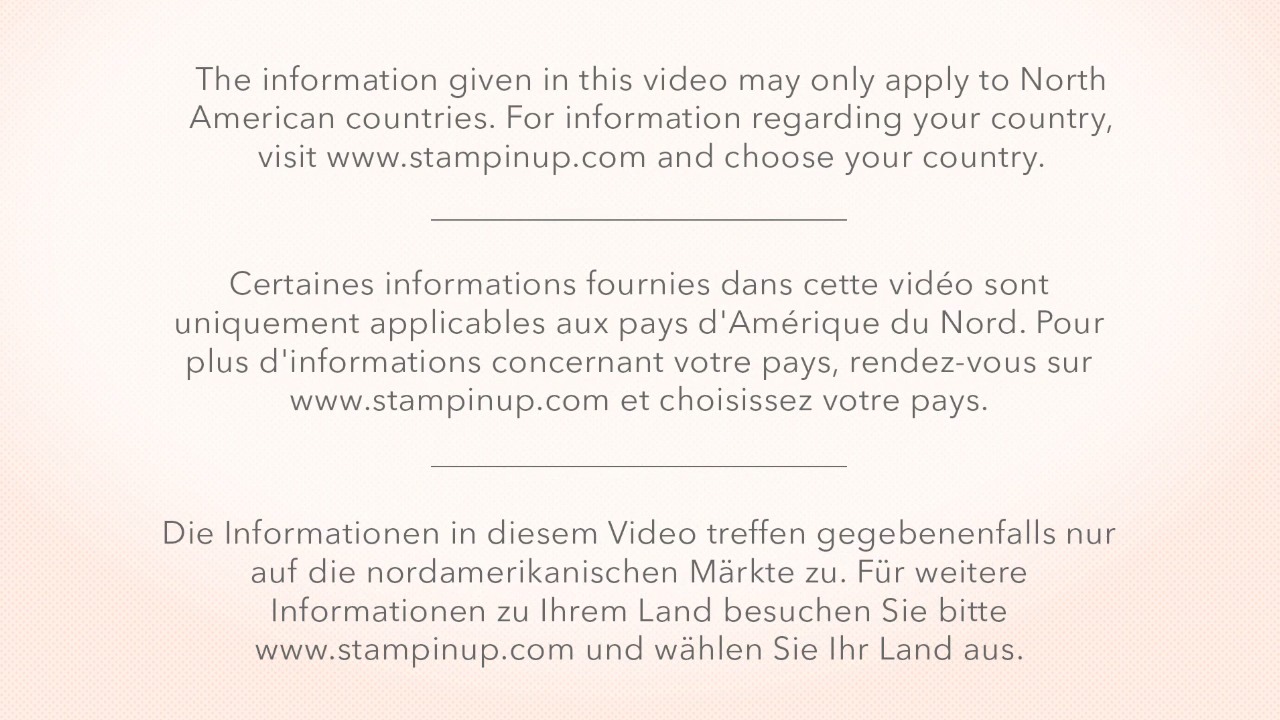 The information given in this video may only apply to North
American countries. For information regarding your country,
visit www.stampinup.com and choose your country.
Certaines informations fournies dans cette vidéo sont
uniquement applicables aux pays d'Amérique du Nord. Pour
plus d'informations concernant votre pays, rendez-vous sur
www.stampinup.com et choisissez votre pays.
Die Informationen in diesem Video treffen gegebenenfalls nur
auf die nordamerikanischen Märkte zu. Für weitere
Informationen zu Ihrem Land besuchen Sie bitte
www.stampinup.com und wählen Sie Ihr Land aus.